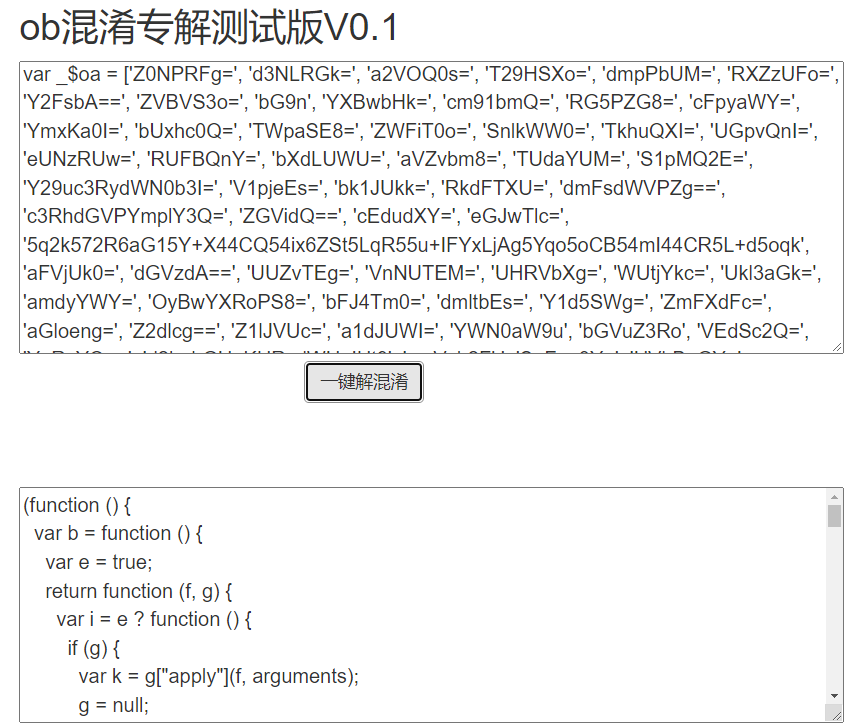 ob混淆专解测试版V0.1
var _$oa = ['Z0NPRFg=', 'd3NLRGk=', 'a2VOQ0s=', 'T29HSXo=', 'dmpPbUM=', 'RXZzUFo=',
'Y2FsbA==', 'ZVBVS3o=', 'bG9n', 'YXBwbHk=', 'cm91bmQ=', 'RG5PZG8=', 'cFpyaWY=',
'YmxKa0I=', 'bUxhc0Q=', 'TWpaSE8=', 'ZWFiT0o=', 'SnlkWW0=', 'TkhuQXI=', 'UGpvQnI=',
'eUNzRUw=', 'RUFBQnY=', 'bXdLUWU=', 'aVZvbm8=', 'TUdaYUM=', 'S1pMQ2E=',
'Y29uc3RydWN0b3I=', 'V1pjeEs=', 'bk1JUkk=', 'RkdFTXU=', 'dmFsdWVPZg==',
'c3RhdGVPYmplY3Q=', 'ZGVidQ==', 'cEdudXY=', 'eGJwTlc=',
'5q2k572R6aG15Y+X44CQ54ix6ZSt5LqR55u+IFYxLjAg5Yqo5oCB54mI44CR5L+d5oqk',
'aFVjUk0=', 'dGVzdA==', 'UUZvTEg=', 'VnNUTEM=', 'UHRVbXg=', 'WUtjYkc=', 'Ukl3aGk=',
'amdyYWY=', 'OyBwYXRoPS8=', 'bFJ4Tm0=', 'dmltbEs=', 'Y1d5SWg=', 'ZmFXdFc=',
'aGloeng=', 'Z2dlcg==', 'Z1lJVUc=', 'a1dJUWI=', 'YWN0aW9u', 'bGVuZ3Ro', 'VEdSc2Q=',
一键解混淆
(function () {
var b = function () {
var e = true;
return function (f, g) {
var i = e ? function () {
if (g) {
var k = g["apply"](f, arguments);
g = null;